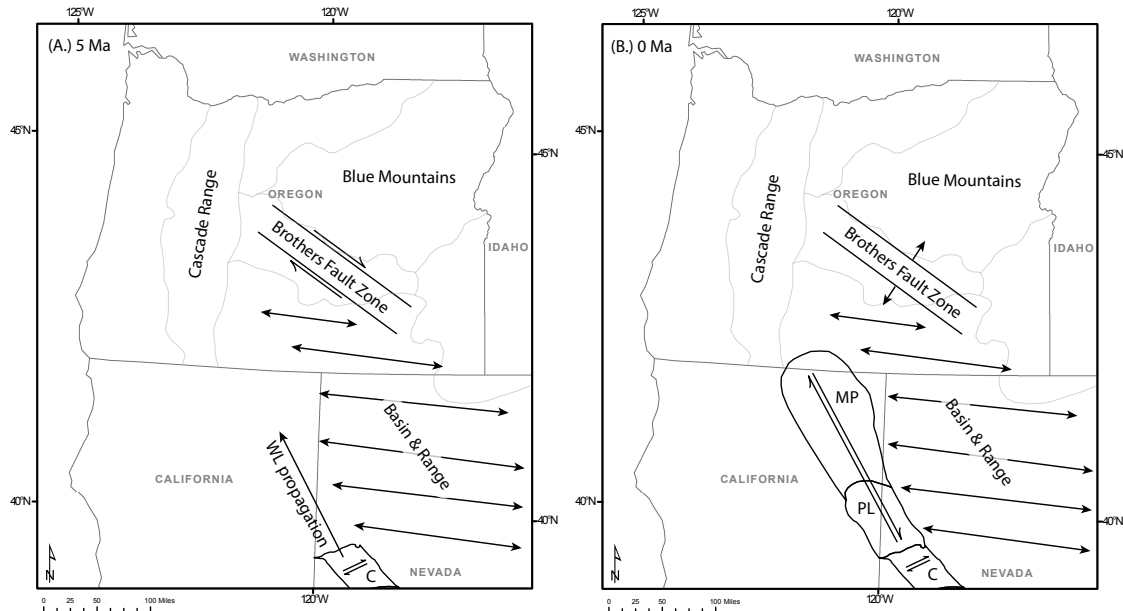 125°W
120°W
(A.) 5 Ma
WASHINGTON
45°N
45°N
Cascade Range
OREGON
Blue Mountains
IDAHO
Brothers Fault Zone
Basin & Range
WL propagation
CALIFORNIA
40°N
40°N
C
NEVADA
N
120°W
0 25 50 100 Miles
125°W
120°W
(B.) 0 Ma
WASHINGTON
45°N
45°N
Cascade Range
OREGON
Blue Mountains
IDAHO
Brothers Fault Zone
MP
Basin & Range
CALIFORNIA
40°N
PL
40°N
C
NEVADA
N
120°W
0 25 50 100 Miles